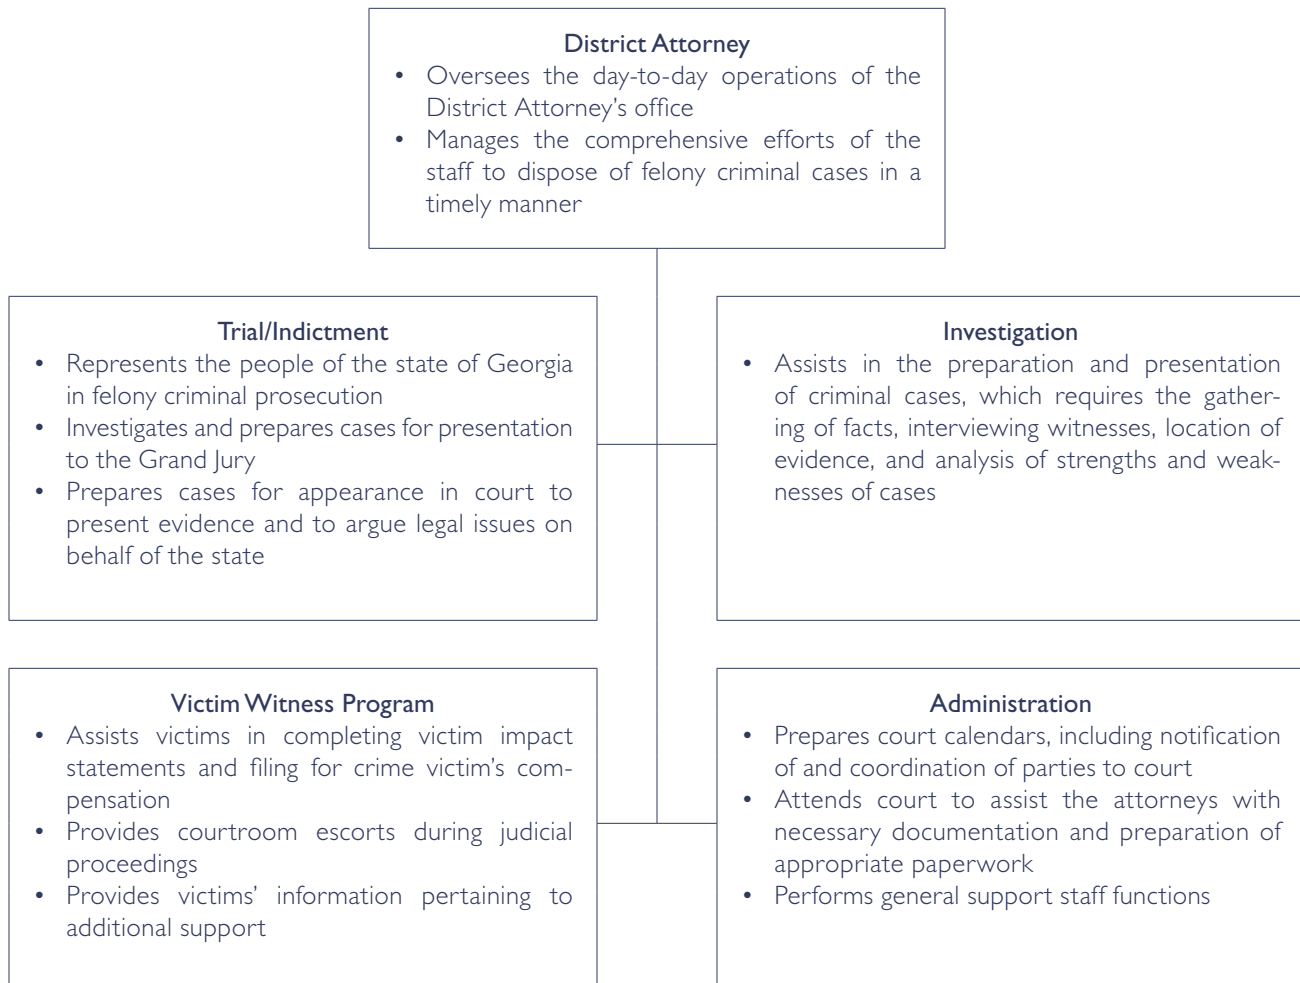 District Attorney
• Oversees the day-to-day operations of the
District Attorney's office
• Manages the comprehensive efforts of the
staff to dispose of felony criminal cases in a
timely manner
Trial/Indictment
• Represents the people of the state of Georgia
in felony criminal prosecution
• Investigates and prepares cases for presentation
to the Grand Jury
• Prepares cases for appearance in court to
present evidence and to argue legal issues on
behalf of the state
Investigation
• Assists in the preparation and presentation
of criminal cases, which requires the gather-
ing of facts, interviewing witnesses, location of
evidence, and analysis of strengths and weak-
nesses of cases
Victim Witness Program
• Assists victims in completing victim impact
statements and filing for crime victim's com-
pensation
• Provides courtroom escorts during judicial
proceedings
• Provides victims' information pertaining to
additional support
Administration
• Prepares court calendars, including notification
of and coordination of parties to court
• Attends court to assist the attorneys with
necessary documentation and preparation of
appropriate paperwork
• Performs general support staff functions